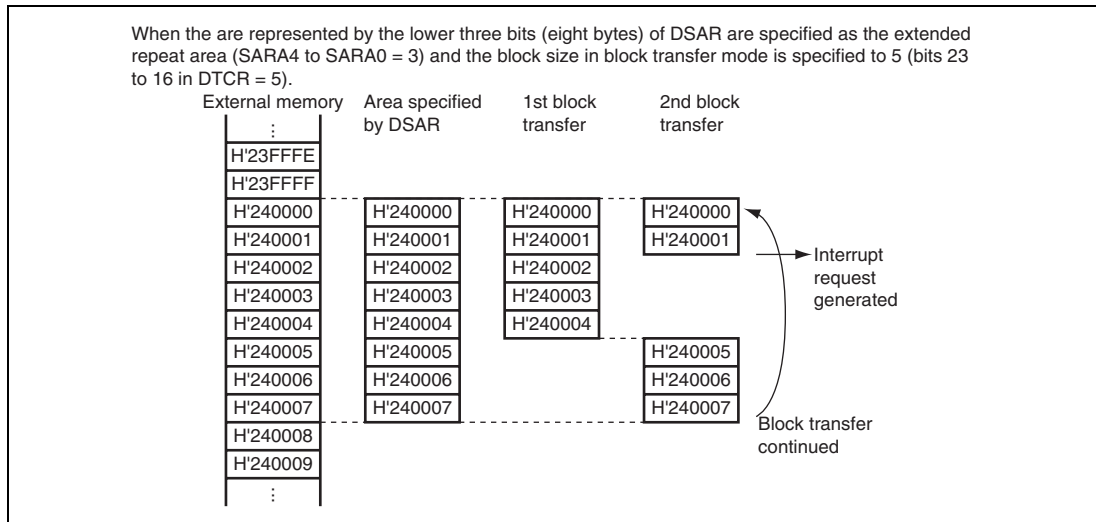 When the are represented by the lower three bits (eight bytes) of DSAR are specified as the extended
repeat area (SARA4 to SARA0 = 3) and the block size in block transfer mode is specified to 5 (bits 23
to 16 in DTCR = 5).
External memory
Area specified
by DSAR
1st block
transfer
2nd block
transfer
⋮
H'23FFFE
H'23FFFF
H'240000 H'240000 H'240000 H'240000
H'240001 H'240001 H'240001 H'240001
H'240002 H'240002 H'240002
H'240003 H'240003 H'240003
H'240004 H'240004 H'240004
H'240005 H'240005 H'240005
H'240006 H'240006 H'240006
H'240007 H'240007 H'240007
H'240008
H'240009
⋮
Interrupt
request
generated
Block transfer
continued